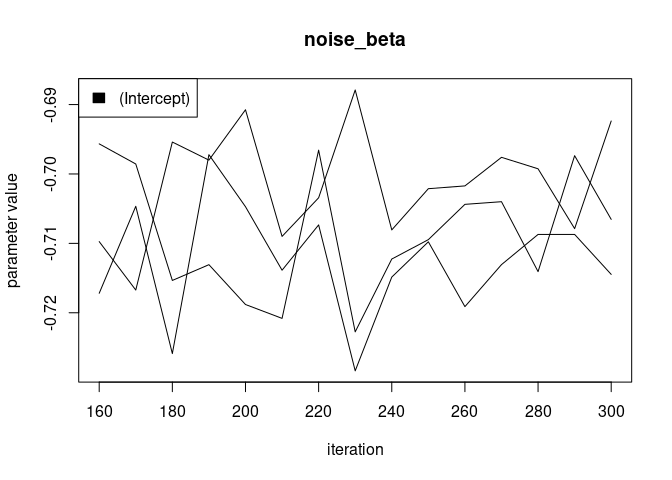 noise_beta
(Intercept)
-0.69
-0.70
-0.71
-0.72
parameter value
160 180 200 220 240 260 280 300
iteration